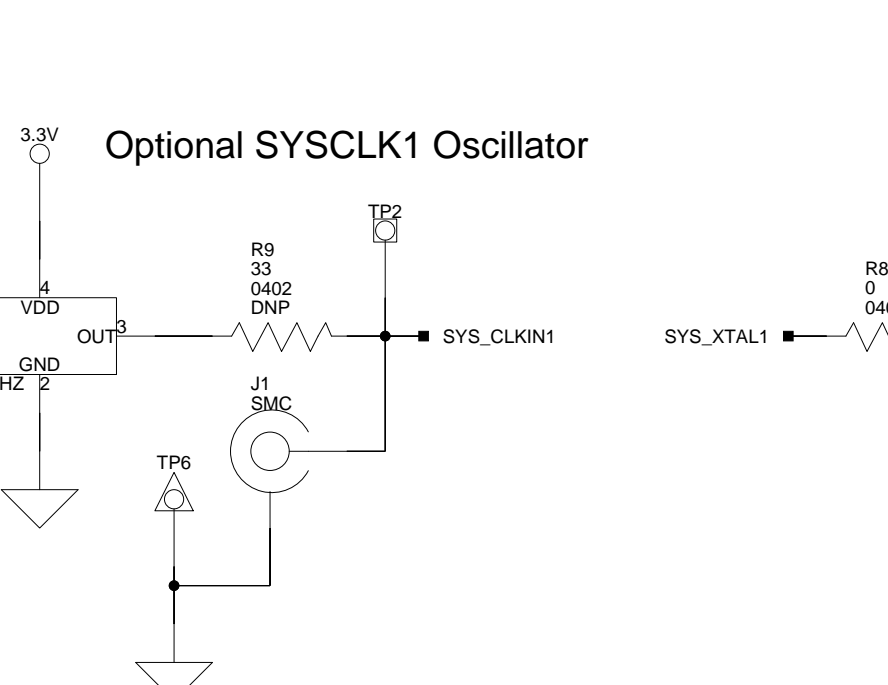 3.3V
Optional SYSCLK1 Oscillator
TP2
R9
33
0402
DNP
R8
0
4
VDD
OUT
3
SYS_CLKIN1
SYS_XTAL1
GND
HZ
2
J1
SMC
TP6